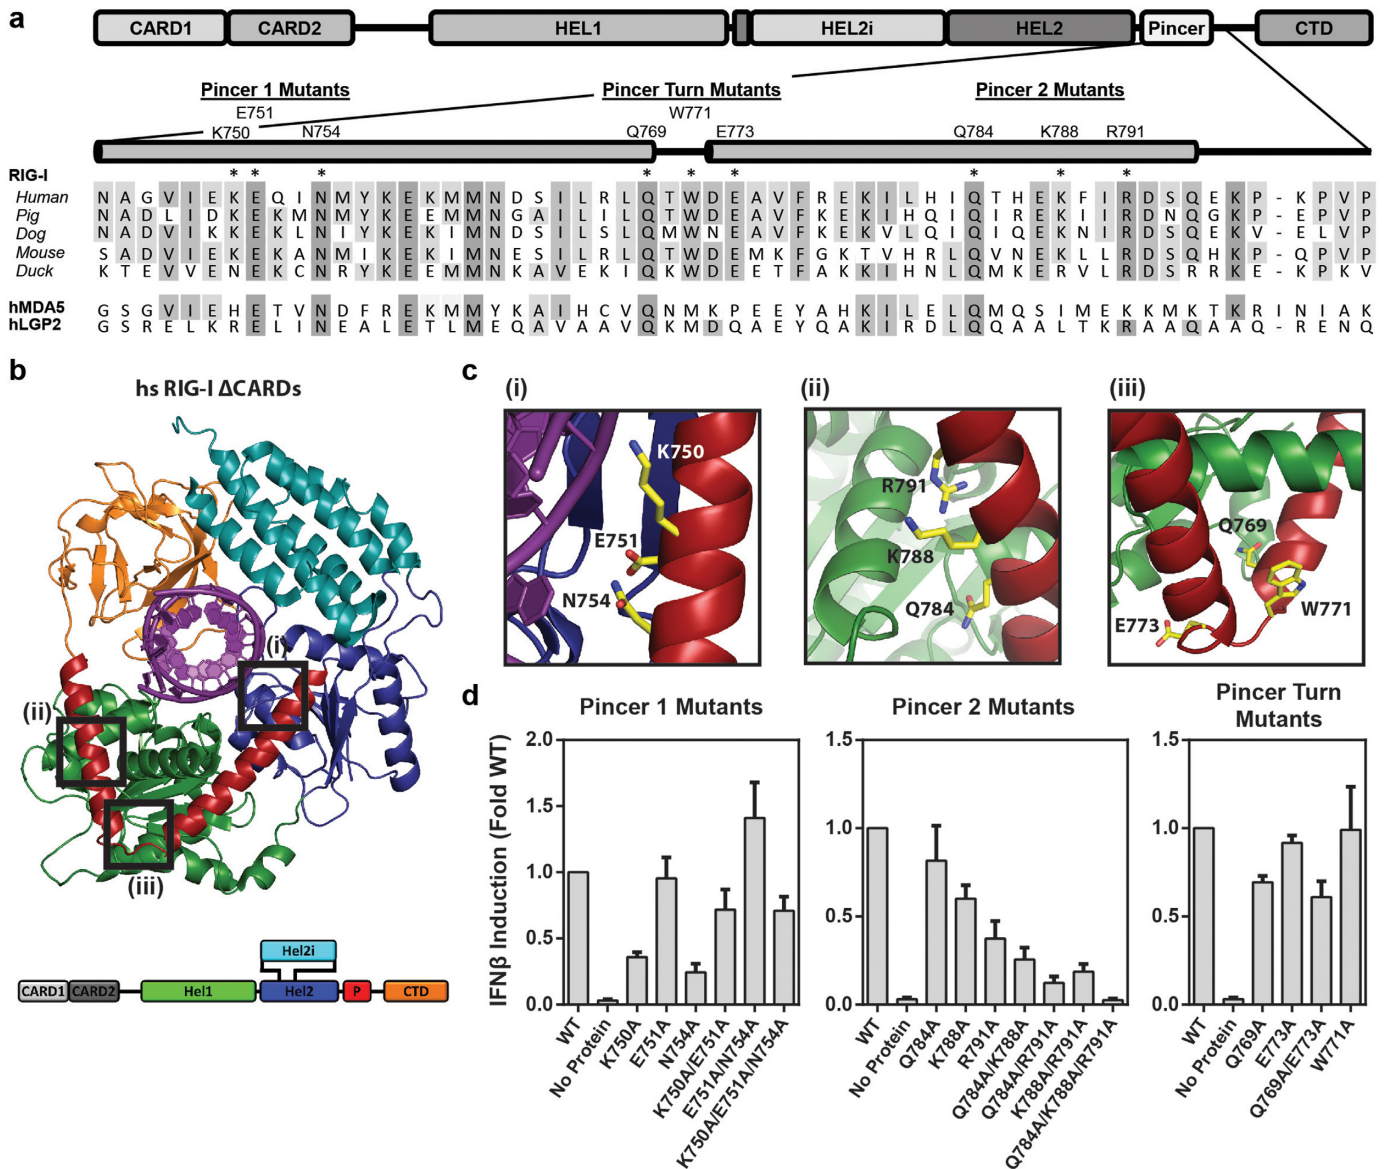 a
CARD1 CARD2 HEL1 HEL2i HEL2 Pincer CTD
Pincer 1 Mutants Pincer Turn Mutants Pincer 2 Mutants
E751 W771
K750 N754 Q769 E773 Q784 K788 R791
RIG-I * * * * * * * * *
Human N A G V I E K E Q I N M Y K E K M M N D S I L R L Q T W D E A V F R E K I L H I Q T H E K F I R D S Q E K P - K P V P
Pig N A D L I D K E K M N M Y K E E M M N G A I L I L Q T W D E A V F K E K I H Q I Q I R E K I I R D N Q G K P - E P V P
Dog N A D V I K K E K L N I Y K E K I M N D S I L S L Q M W N E A V F K E K V L Q I Q I Q E K N I R D S Q E K V - E L V P
Mouse S A D V I E K E K A N M I K E K I M N E S I L R L Q T W D E M K F G K T V H R L Q V N E K L L R D S Q H K P - Q P V P
Duck K T E V V E N E K C N R Y K E E M M N K A V E K I Q K W D E E T F A K K I H N L Q M K E R V L R D S R R K E - K P K V
hMDA5 G S G V I E H E T V N D F R E K M M Y K A I H C V Q N M K P E E Y A H K I L E L Q M Q S I M E K K M K T K R I N I A K
hLGP2 G S R E L K R E L I N E A L E T L M E Q A V A A V Q K M D Q A E Y Q A K I R D L Q Q A A L T K R A A Q A A Q - R E N Q
b
hs RIG-I ΔCARDs
(i)
(ii)
(iii)
Hel2i
CARD1 CARD2 Hel1 Hel2 P CTD
c
(i) (ii) (iii)
K750
E751
N754
R791
K788
Q784
Q769
W771
E773
d
Pincer 1 Mutants
IFNβ Induction (Fold WT)
2.0
1.5
1.0
0.5
0.0
WT
No Protein
K750A
E751A
N754A
K750A/E751A
E751A/N754A
K750A/E751A/N754A
Pincer 2 Mutants
1.5
1.0
0.5
0.0
WT
No Protein
Q784A
K788A
R791A
Q784A/K788A
Q784A/R791A
K788A/R791A
Q784A/K788A/R791A
Pincer Turn
Mutants
1.5
1.0
0.5
0.0
WT
No Protein
Q769A
E773A
Q769A/E773A
W771A